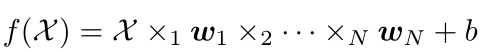 f(𝒳) = 𝒳 ×₁ 𝒘₁ ×₂ ⋯ ×_N 𝒘_N + b